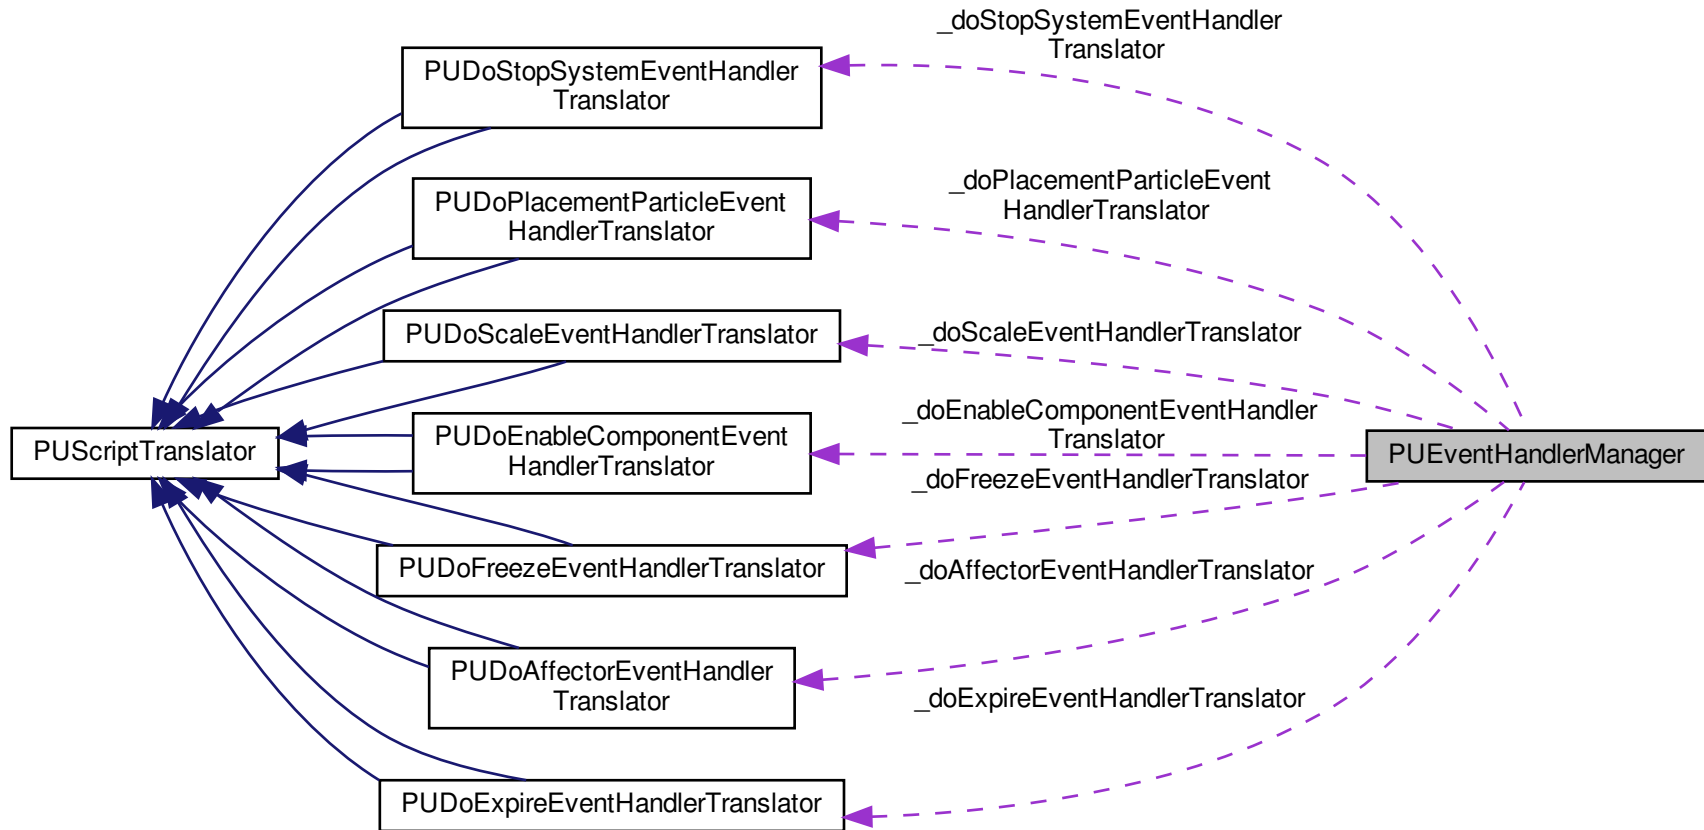 _doStopSystemEventHandler
Translator
PUDoStopSystemEventHandler
Translator
_doPlacementParticleEvent
HandlerTranslator
PUDoPlacementParticleEvent
HandlerTranslator
PUDoScaleEventHandlerTranslator
_doScaleEventHandlerTranslator
_doEnableComponentEventHandler
Translator
PUDoEnableComponentEvent
HandlerTranslator
PUScriptTranslator
PUEventHandlerManager
_doFreezeEventHandlerTranslator
PUDoFreezeEventHandlerTranslator
_doAffectorEventHandlerTranslator
PUDoAffectorEventHandler
Translator
_doExpireEventHandlerTranslator
PUDoExpireEventHandlerTranslator